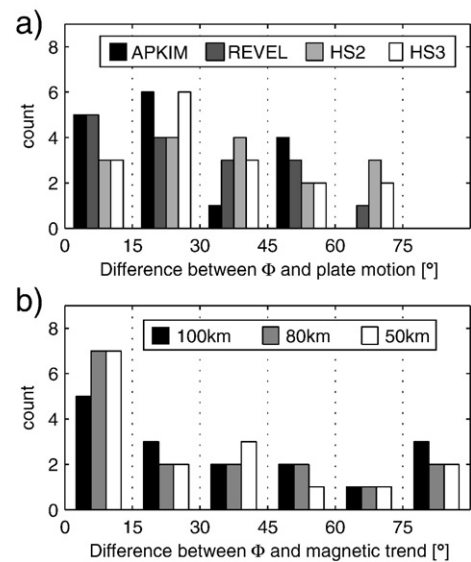 a)
APKIM REVEL HS2 HS3
8
6
4
2
0
count
0 15 30 45 60 75
Difference between Φ and plate motion [°]
b)
100km 80km 50km
8
6
4
2
0
count
0 15 30 45 60 75
Difference between Φ and magnetic trend [°]